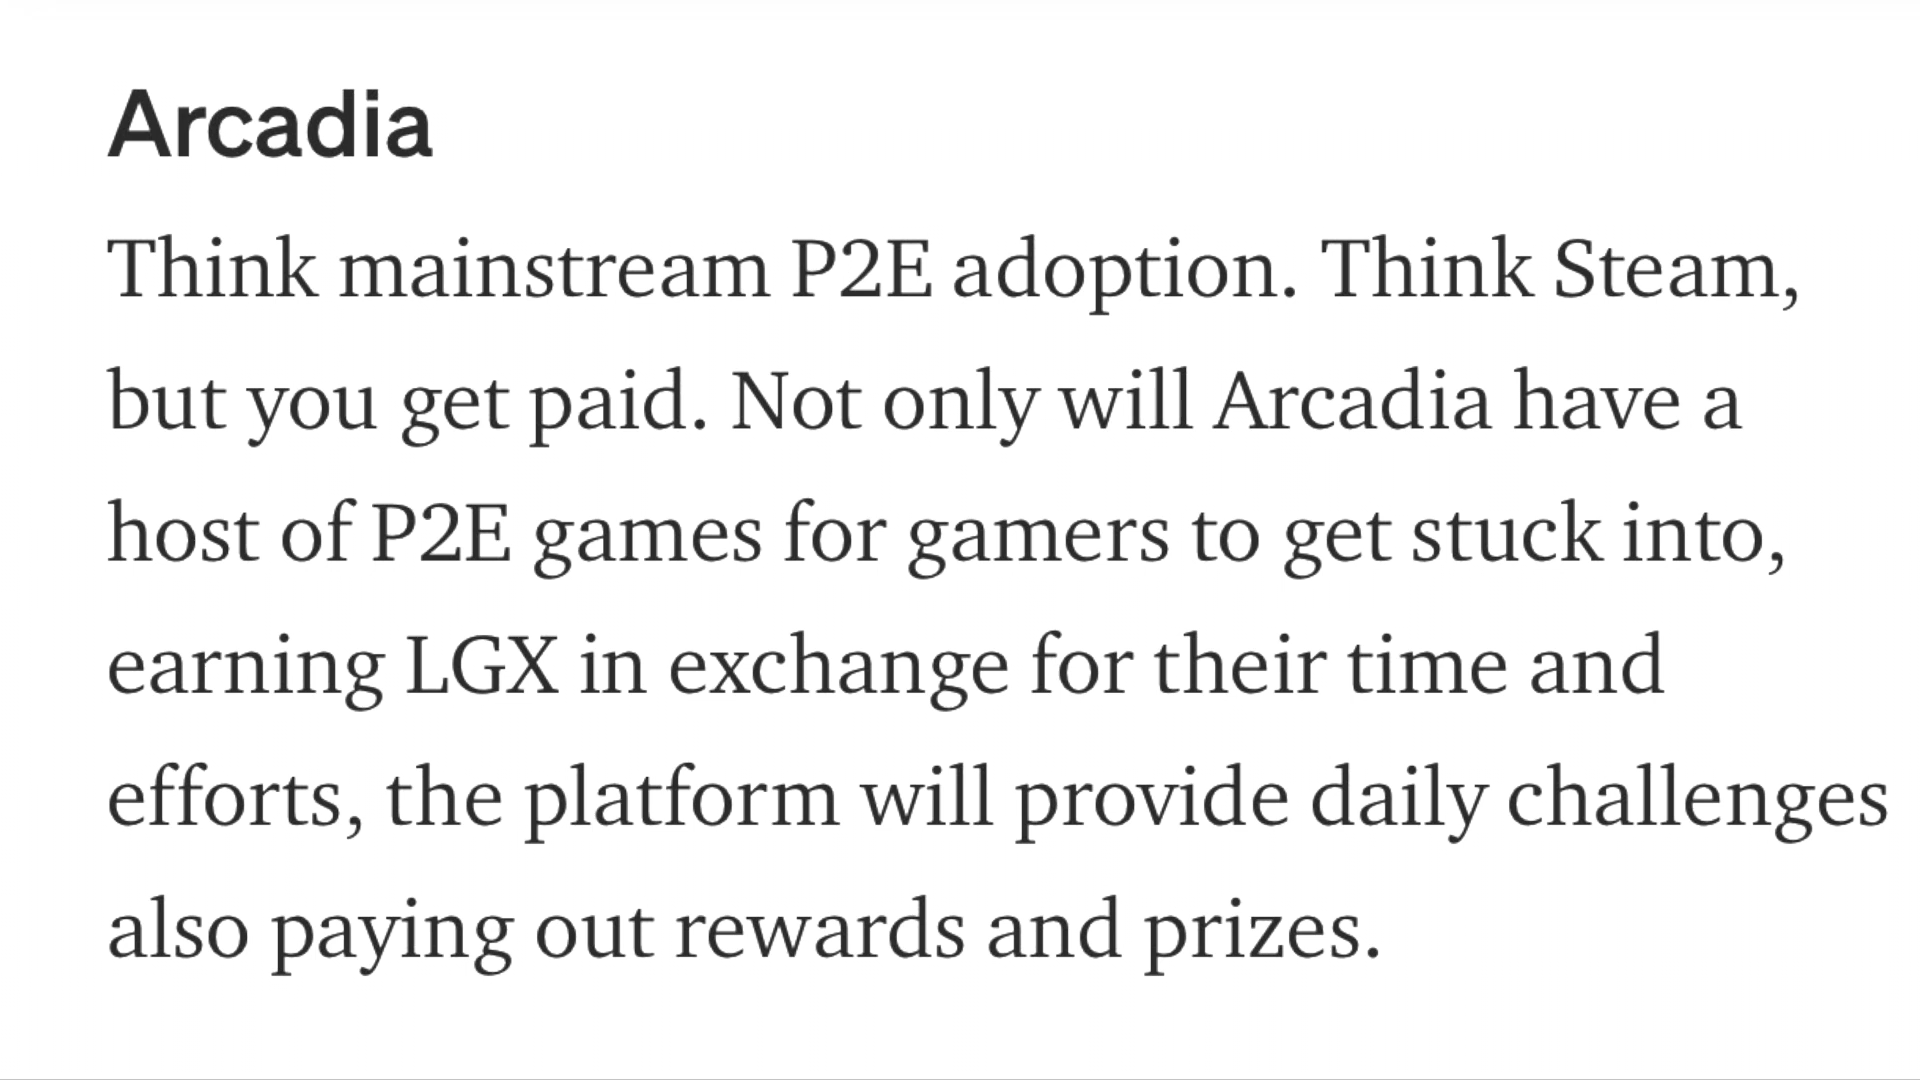 Arcadia
Think mainstream P2E adoption. Think Steam,
but you get paid. Not only will Arcadia have a
host of P2E games for gamers to get stuck into,
earning LGX in exchange for their time and
efforts, the platform will provide daily challenges
also paying out rewards and prizes.